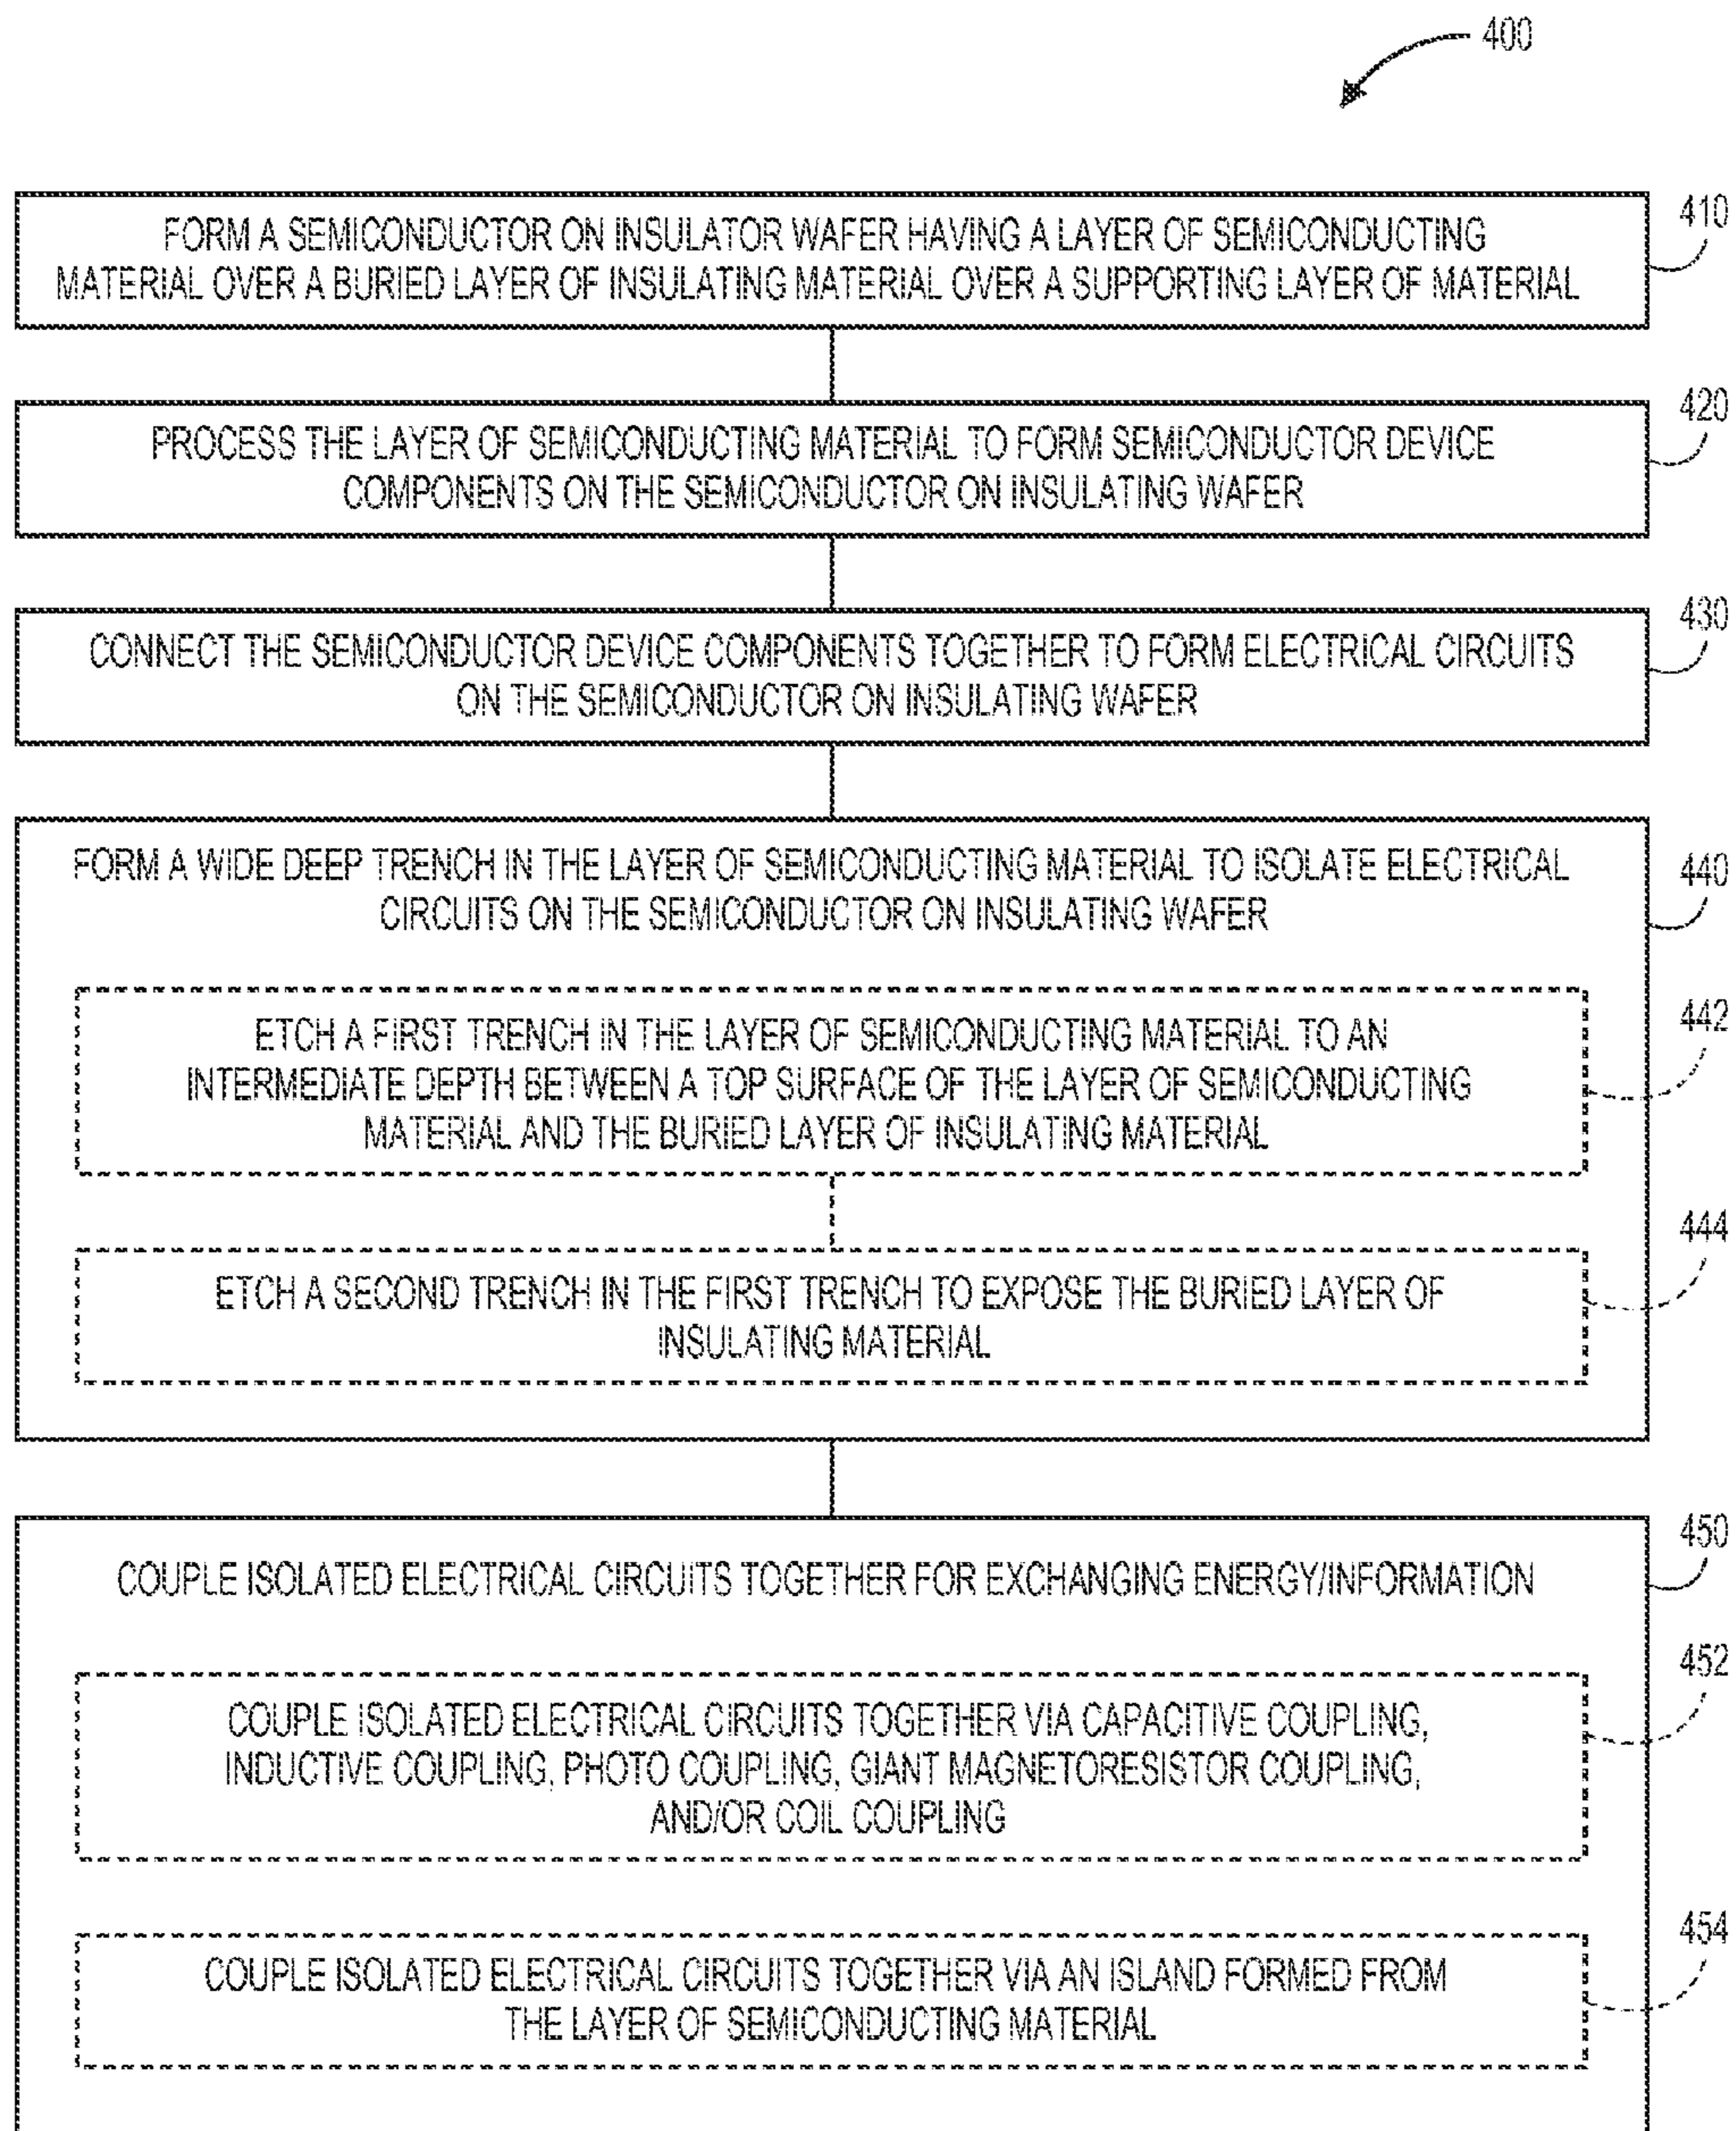 400
FORM A SEMICONDUCTOR ON INSULATOR WAFER HAVING A LAYER OF SEMICONDUCTING
MATERIAL OVER A BURIED LAYER OF INSULATING MATERIAL OVER A SUPPORTING LAYER OF MATERIAL
410
PROCESS THE LAYER OF SEMICONDUCTING MATERIAL TO FORM SEMICONDUCTOR DEVICE
COMPONENTS ON THE SEMICONDUCTOR ON INSULATING WAFER
420
CONNECT THE SEMICONDUCTOR DEVICE COMPONENTS TOGETHER TO FORM ELECTRICAL CIRCUITS
ON THE SEMICONDUCTOR ON INSULATING WAFER
430
FORM A WIDE DEEP TRENCH IN THE LAYER OF SEMICONDUCTING MATERIAL TO ISOLATE ELECTRICAL
CIRCUITS ON THE SEMICONDUCTOR ON INSULATING WAFER
440
ETCH A FIRST TRENCH IN THE LAYER OF SEMICONDUCTING MATERIAL TO AN
INTERMEDIATE DEPTH BETWEEN A TOP SURFACE OF THE LAYER OF SEMICONDUCTING
MATERIAL AND THE BURIED LAYER OF INSULATING MATERIAL
442
ETCH A SECOND TRENCH IN THE FIRST TRENCH TO EXPOSE THE BURIED LAYER OF
INSULATING MATERIAL
444
COUPLE ISOLATED ELECTRICAL CIRCUITS TOGETHER FOR EXCHANGING ENERGY/INFORMATION
450
COUPLE ISOLATED ELECTRICAL CIRCUITS TOGETHER VIA CAPACITIVE COUPLING,
INDUCTIVE COUPLING, PHOTO COUPLING, GIANT MAGNETORESISTOR COUPLING,
AND/OR COIL COUPLING
452
COUPLE ISOLATED ELECTRICAL CIRCUITS TOGETHER VIA AN ISLAND FORMED FROM
THE LAYER OF SEMICONDUCTING MATERIAL
454